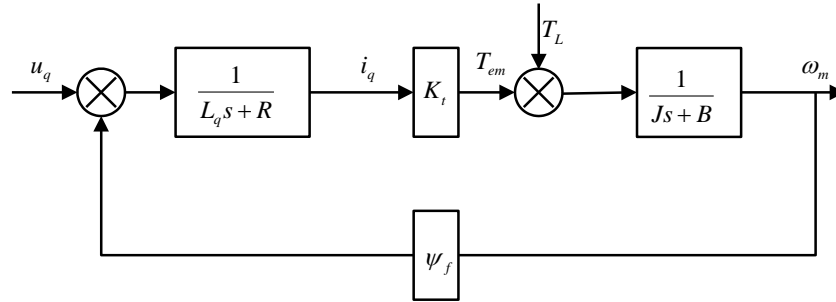 T_L
u_q
1
L_q s + R
i_q
K_t
T_em
1
Js + B
ω_m
ψ_f